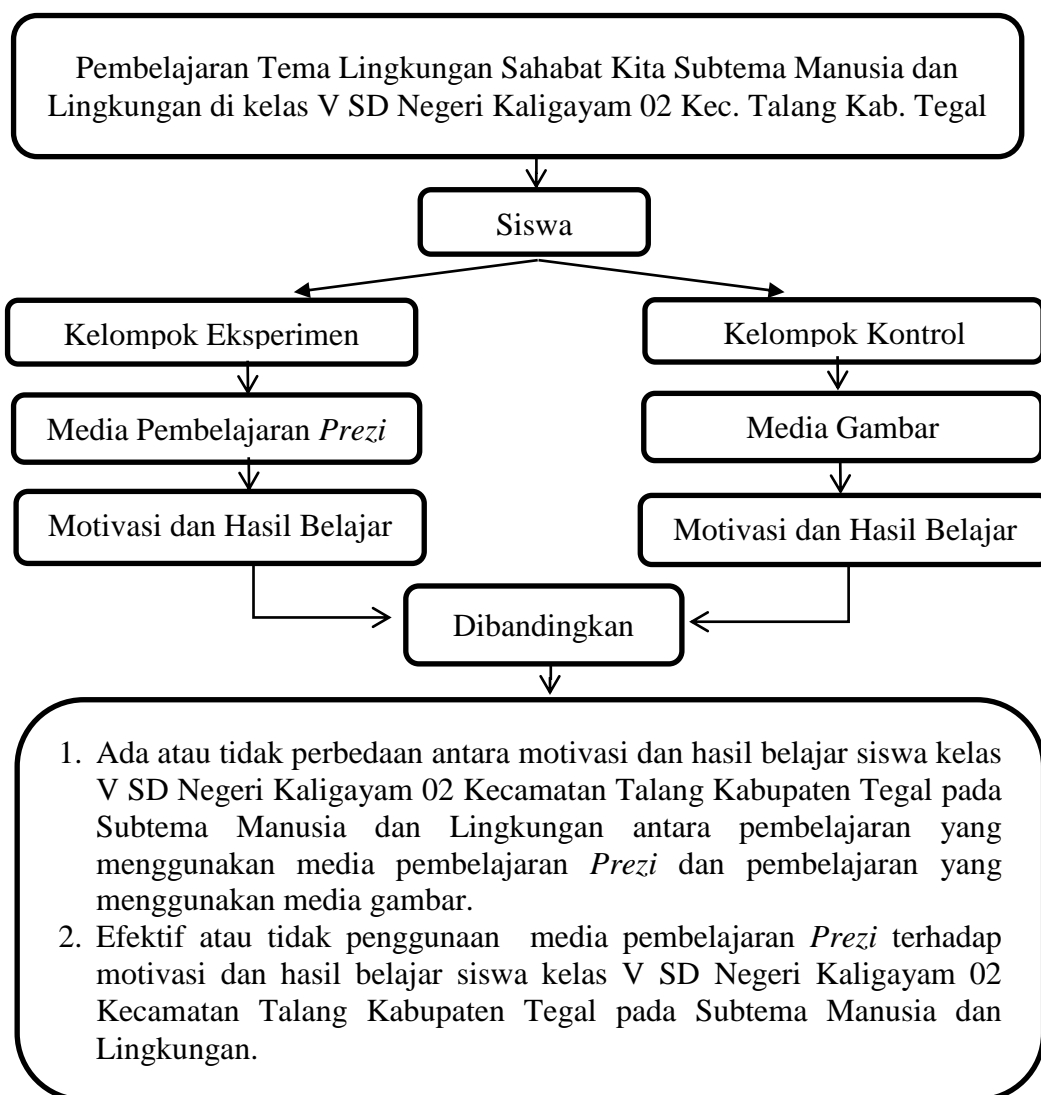 Pembelajaran Tema Lingkungan Sahabat Kita Subtema Manusia dan
Lingkungan di kelas V SD Negeri Kaligayam 02 Kec. Talang Kab. Tegal
Siswa
Kelompok Eksperimen
Kelompok Kontrol
Media Pembelajaran Prezi
Media Gambar
Motivasi dan Hasil Belajar
Motivasi dan Hasil Belajar
Dibandingkan
1. Ada atau tidak perbedaan antara motivasi dan hasil belajar siswa kelas
V SD Negeri Kaligayam 02 Kecamatan Talang Kabupaten Tegal pada
Subtema Manusia dan Lingkungan antara pembelajaran yang
menggunakan media pembelajaran Prezi dan pembelajaran yang
menggunakan media gambar.
2. Efektif atau tidak penggunaan media pembelajaran Prezi terhadap
motivasi dan hasil belajar siswa kelas V SD Negeri Kaligayam 02
Kecamatan Talang Kabupaten Tegal pada Subtema Manusia dan
Lingkungan.